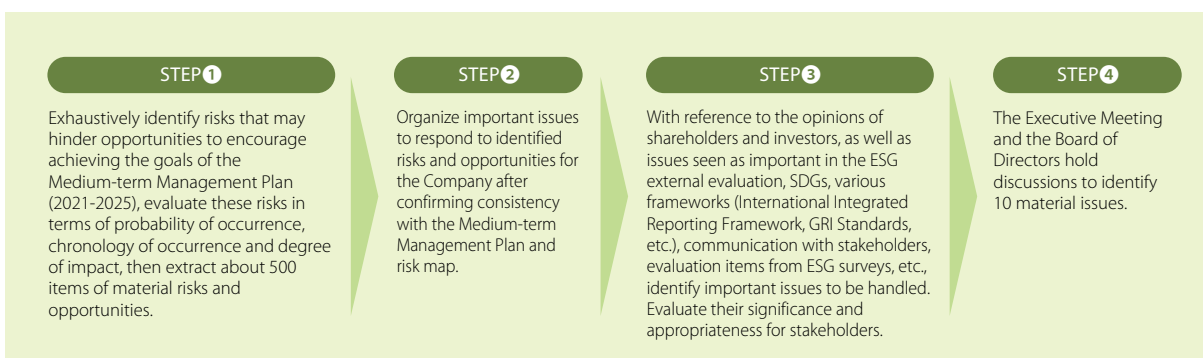 STEP❶
Exhaustively identify risks that may
hinder opportunities to encourage
achieving the goals of the
Medium-term Management Plan
(2021-2025), evaluate these risks in
terms of probability of occurrence,
chronology of occurrence and degree
of impact, then extract about 500
items of material risks and
opportunities.
STEP❷
Organize important issues
to respond to identified
risks and opportunities for
the Company after
confirming consistency
with the Medium-term
Management Plan and
risk map.
STEP❸
With reference to the opinions of
shareholders and investors, as well as
issues seen as important in the ESG
external evaluation, SDGs, various
frameworks (International Integrated
Reporting Framework, GRI Standards,
etc.), communication with stakeholders,
evaluation items from ESG surveys, etc.,
identify important issues to be handled.
Evaluate their significance and
appropriateness for stakeholders.
STEP❹
The Executive Meeting
and the Board of
Directors hold
discussions to identify
10 material issues.